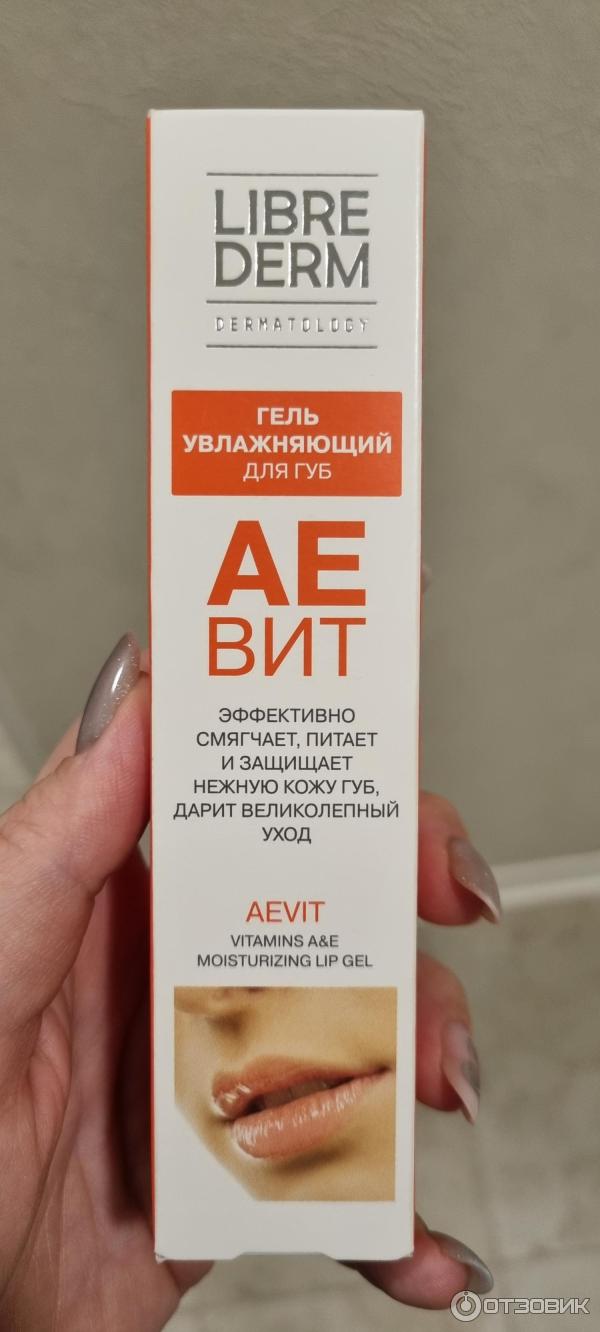 LIBRE
DERM
DERMATOLOGY
ГЕЛЬ
УВЛАЖНЯЮЩИЙ
ДЛЯ ГУБ
АЕ
ВИТ
ЭФФЕКТИВНО
СМЯГЧАЕТ, ПИТАЕТ
И ЗАЩИЩАЕТ
НЕЖНУЮ КОЖУ ГУБ,
ДАРИТ ВЕЛИКОЛЕПНЫЙ
УХОД
AEVIT
VITAMINS A&E
MOISTURIZING LIP GEL
ОТЗОВИК